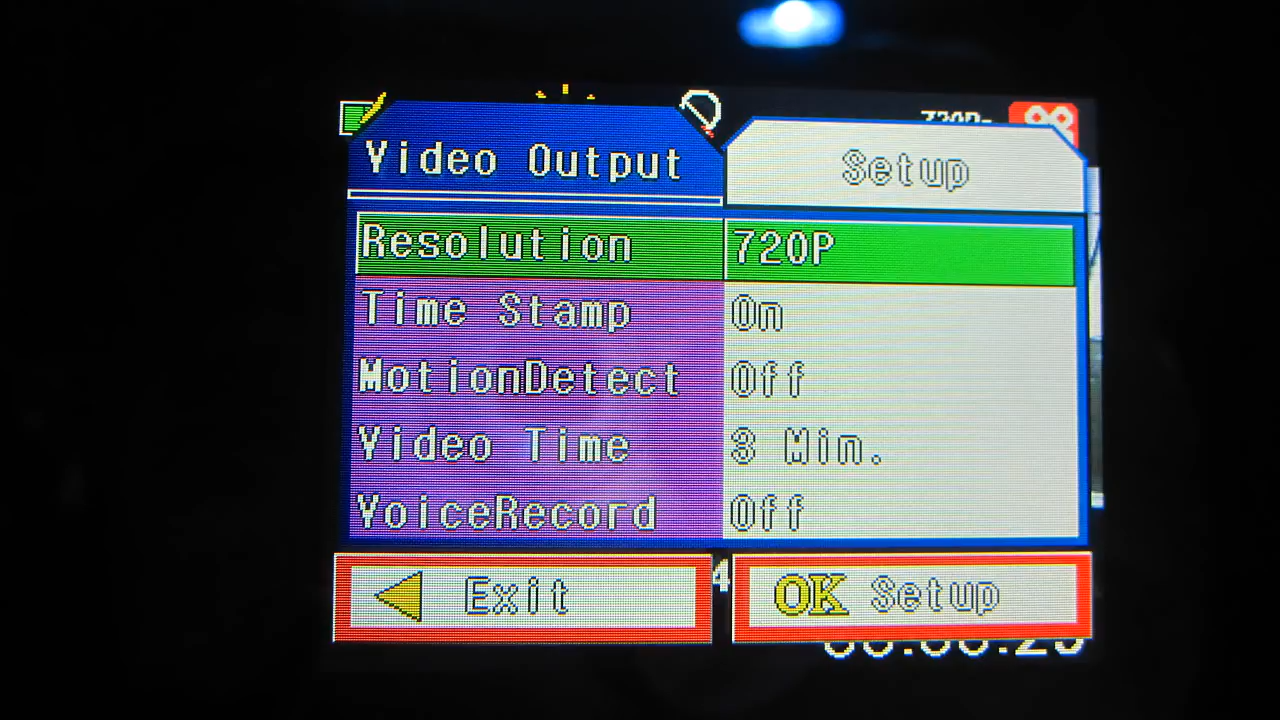 Video Output
Setup
Resolution 720P
Time Stamp On
MotionDetect Off
Video Time 3 Min.
VoiceRecord Off
Exit
OK Setup